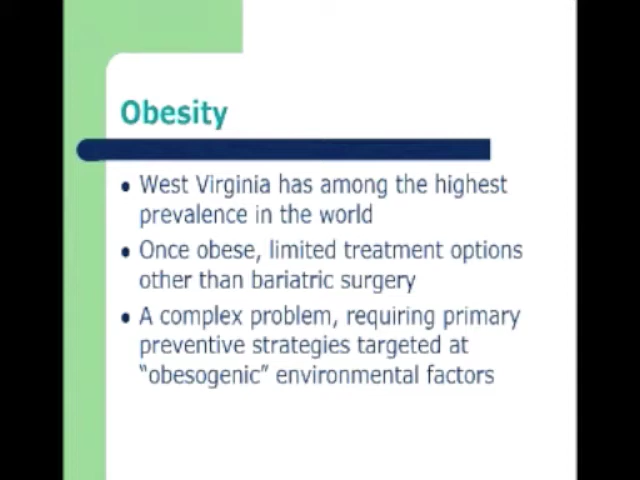 Obesity
• West Virginia has among the highest
prevalence in the world
• Once obese, limited treatment options
other than bariatric surgery
• A complex problem, requiring primary
preventive strategies targeted at
“obesogenic” environmental factors